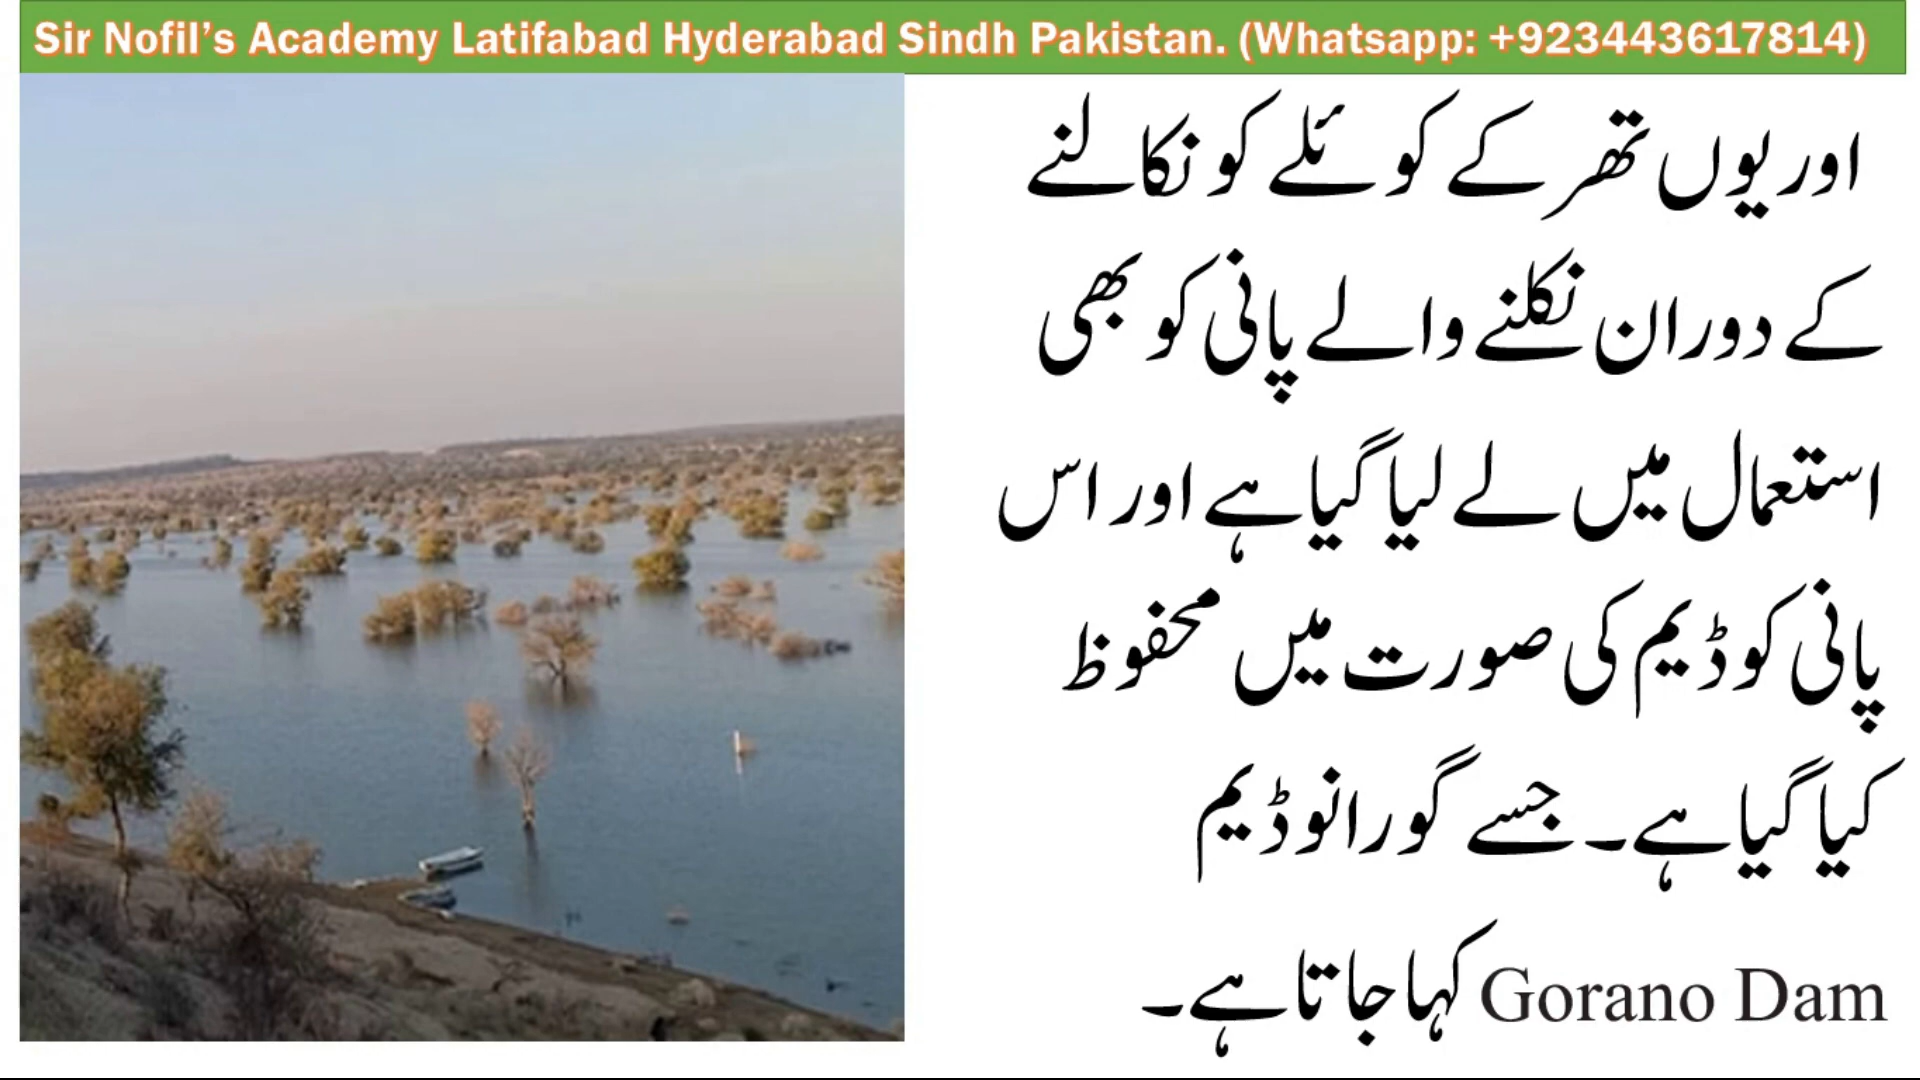 Sir Nofil’s Academy Latifabad Hyderabad Sindh Pakistan. (Whatsapp: +923443617814)
اور یوں تھر کے کوئلے کو نکالنے
کے دوران نکلنے والے پانی کو بھی
استعمال میں لے لیا گیا ہے اور اس
پانی کو ڈیم کی صورت میں محفوظ
کیا گیا ہے۔ جسے گورانو ڈیم
Gorano Dam کہا جاتا ہے۔